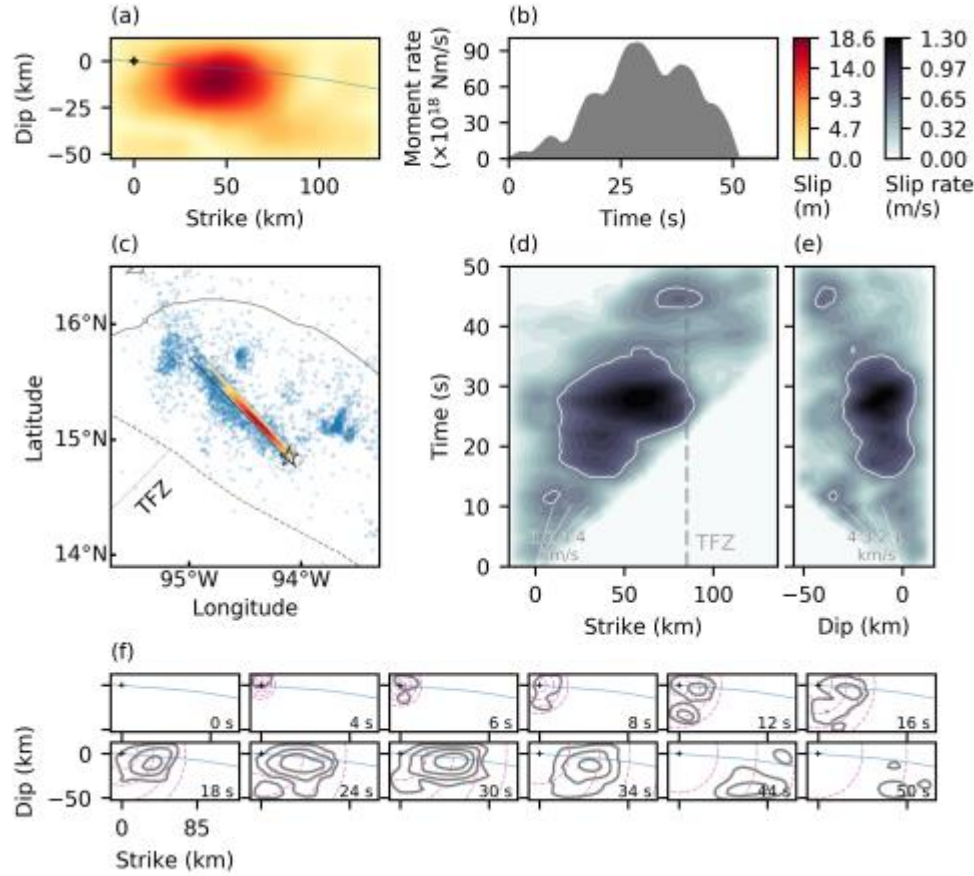 (a)
(b)
0
−25
−50
Dip (km)
0
50
100
Strike (km)
Moment rate
(×10¹⁸ Nm/s)
90
60
30
0
0
25
50
Time (s)
18.6
14.0
9.3
4.7
0.0
Slip
(m)
1.30
0.97
0.65
0.32
0.00
Slip rate
(m/s)
(c)
(d)
(e)
16°N
15°N
14°N
Latitude
TFZ
95°W
94°W
Longitude
50
40
30
20
10
0
Time (s)
km/s
TFZ
0
50
100
Strike (km)
km/s
−50
0
Dip (km)
(f)
0 s
4 s
6 s
8 s
12 s
16 s
0
−50
Dip (km)
18 s
24 s
30 s
34 s
44 s
50 s
0
85
Strike (km)